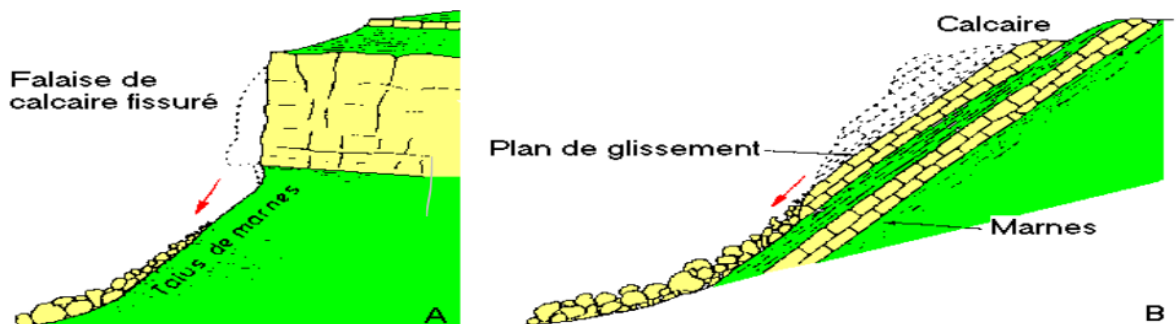 Falaise de
calcaire fissuré
Talus de marnes
A
Calcaire
Plan de glissement
Marnes
B